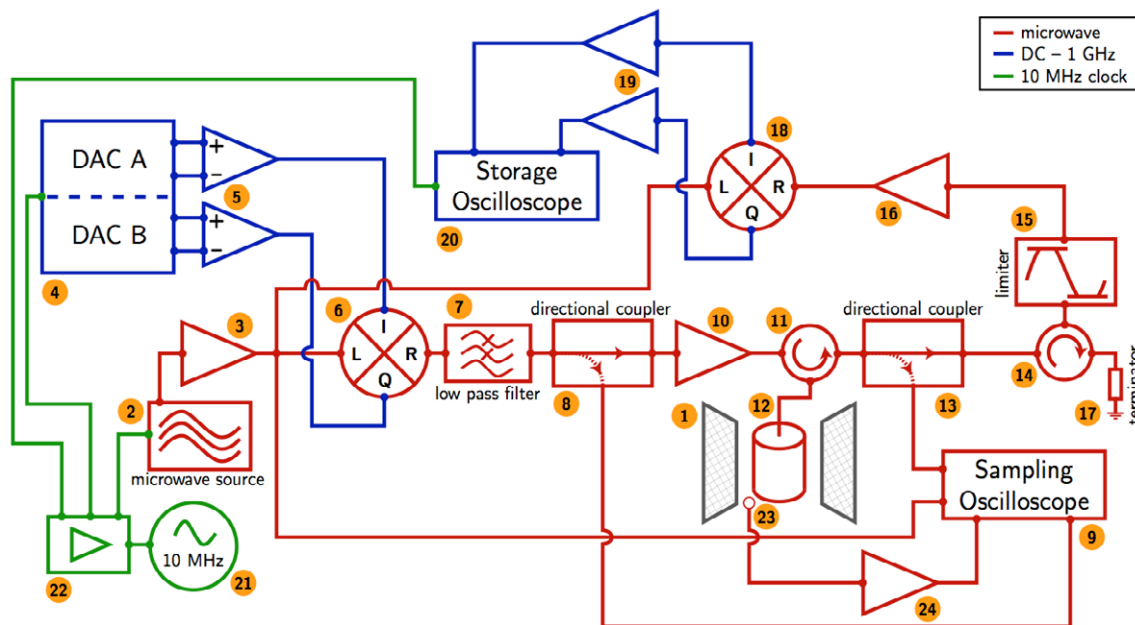 microwave
DC – 1 GHz
10 MHz clock
19
18
DAC A
DAC B
+
−
+
−
5
4
Storage
Oscilloscope
20
I
L
R
Q
16
15
limiter
6
7
directional coupler
10
11
directional coupler
3
I
L
R
Q
low pass filter
8
12
13
14
17
terminator
2
microwave source
1
23
Sampling
Oscilloscope
9
10 MHz
22
21
24